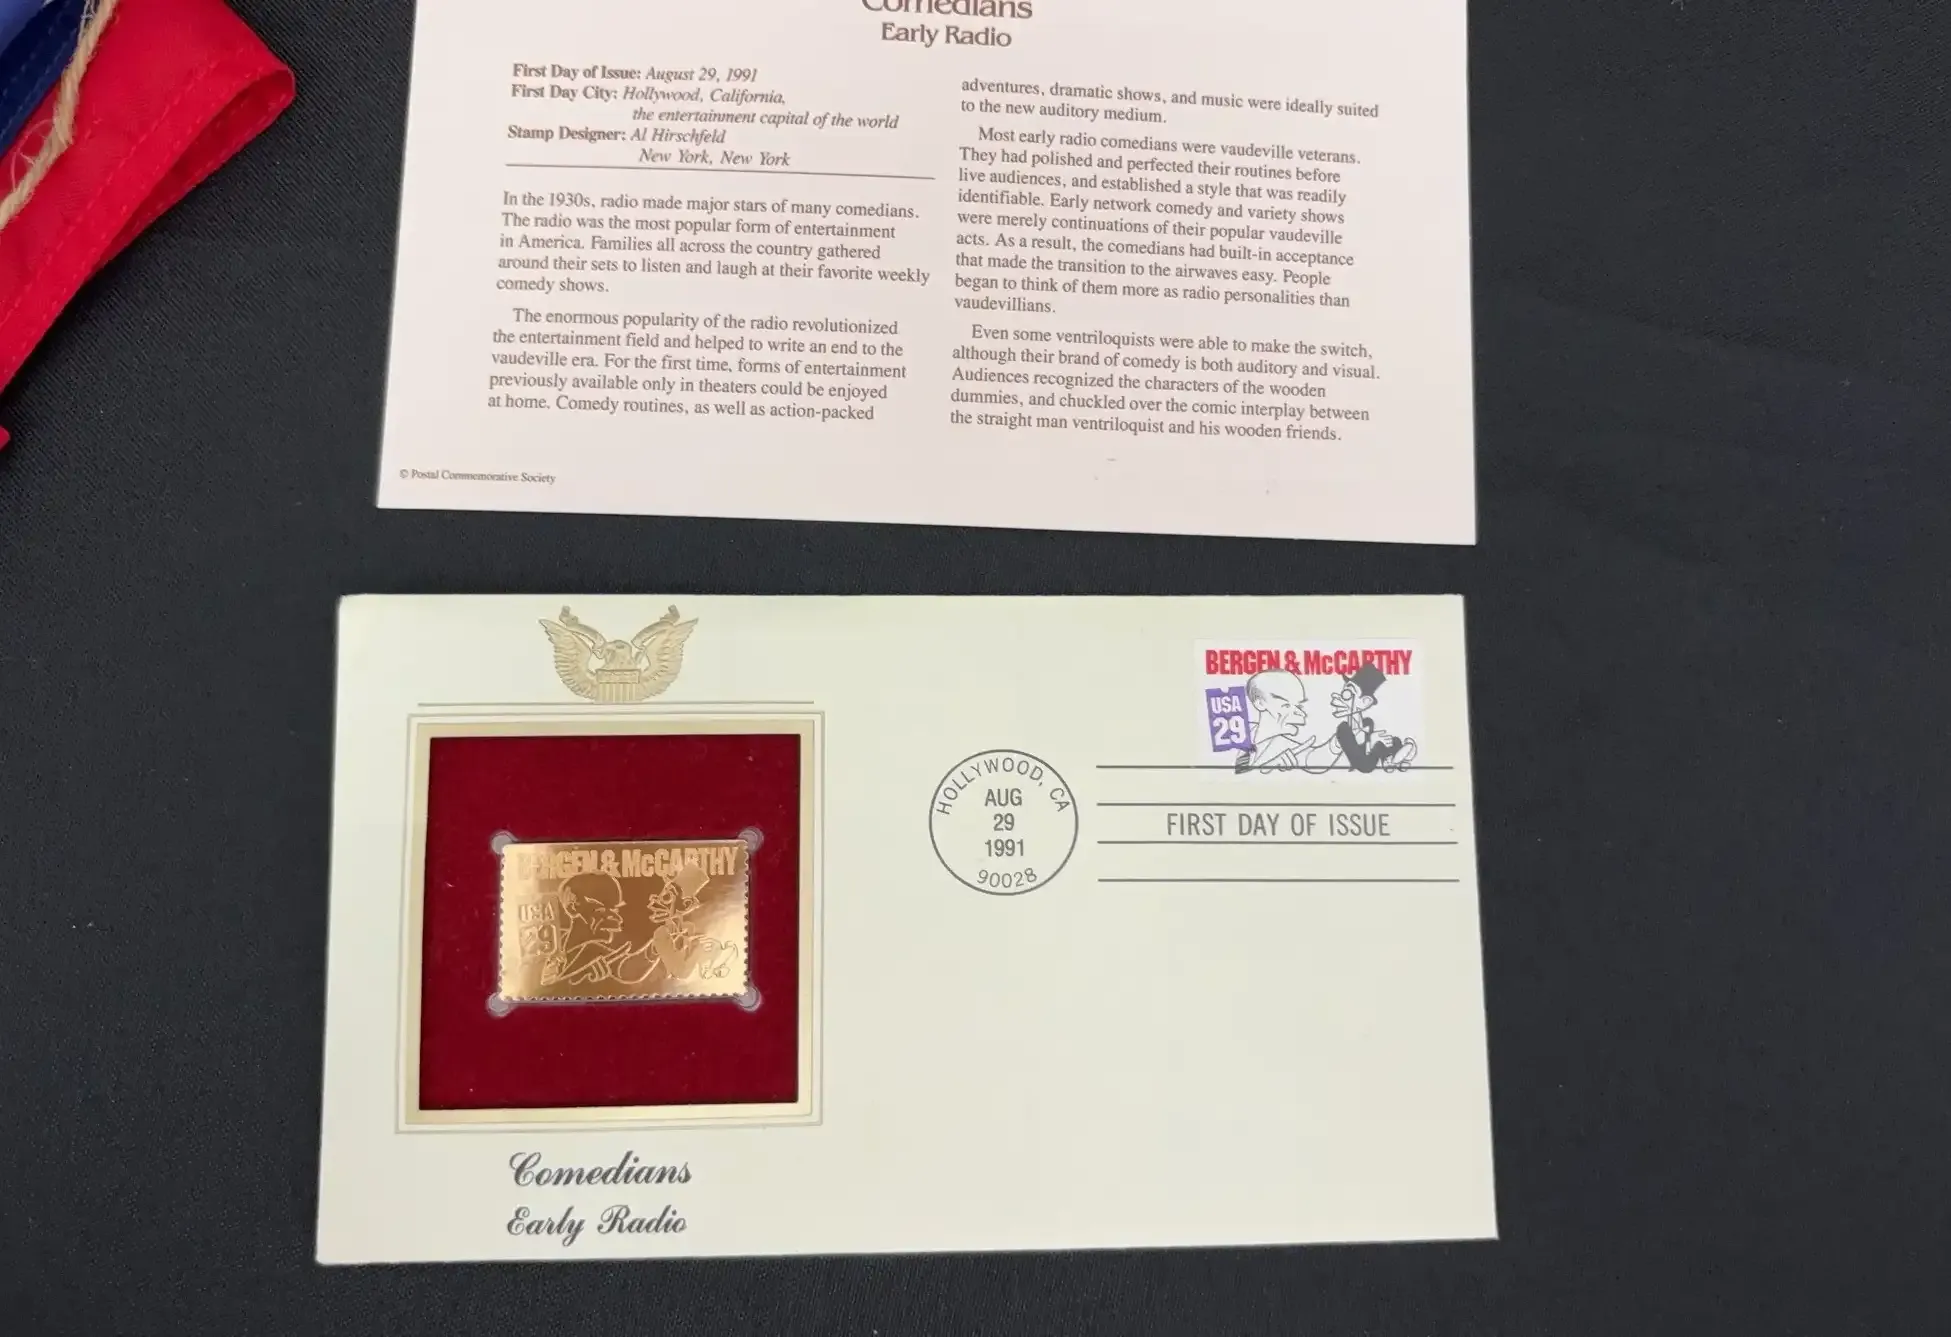 Comedians
Early Radio
First Day of Issue: August 29, 1991
First Day City: Hollywood, California,
the entertainment capital of the world
Stamp Designer: Al Hirschfeld
New York, New York
In the 1930s, radio made major stars of many comedians.
The radio was the most popular form of entertainment
in America. Families all across the country gathered
around their sets to listen and laugh at their favorite weekly
comedy shows.
The enormous popularity of the radio revolutionized
the entertainment field and helped to write an end to the
vaudeville era. For the first time, forms of entertainment
previously available only in theaters could be enjoyed
at home. Comedy routines, as well as action-packed
adventures, dramatic shows, and music were ideally suited
to the new auditory medium.
Most early radio comedians were vaudeville veterans.
They had polished and perfected their routines before
live audiences, and established a style that was readily
identifiable. Early network comedy and variety shows
were merely continuations of their popular vaudeville
acts. As a result, the comedians had built-in acceptance
that made the transition to the airwaves easy. People
began to think of them more as radio personalities than
vaudevillians.
Even some ventriloquists were able to make the switch,
although their brand of comedy is both auditory and visual.
Audiences recognized the characters of the wooden
dummies, and chuckled over the comic interplay between
the straight man ventriloquist and his wooden friends.
© Postal Commemorative Society
BERGEN & McCARTHY
USA
29
HOLLYWOOD, CA
AUG
29
1991
90028
FIRST DAY OF ISSUE
BERGEN & McCARTHY
USA
29
Comedians
Early Radio